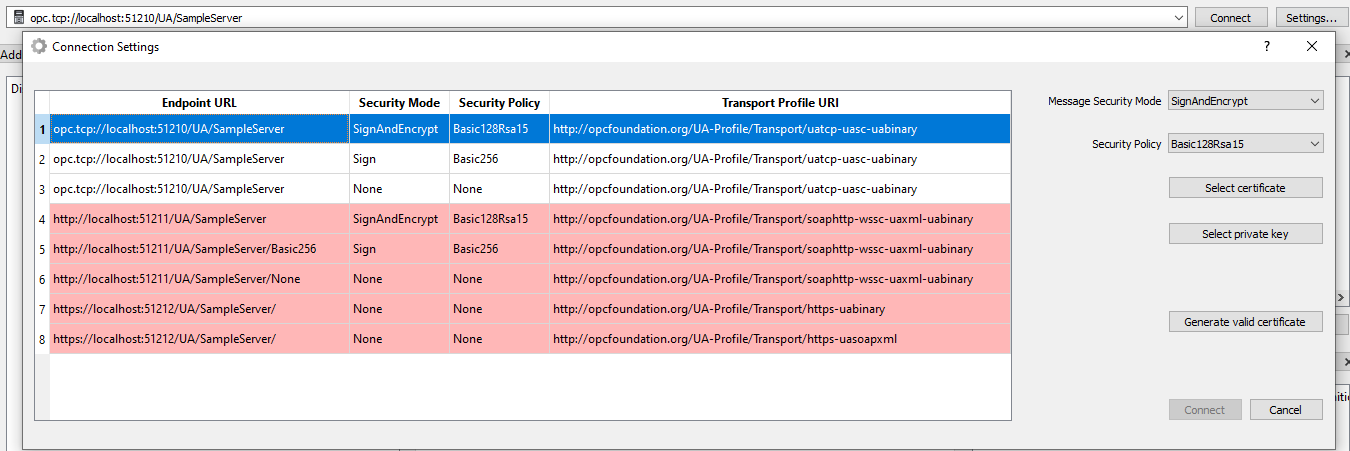 opc.tcp://localhost:51210/UA/SampleServer Connect Settings...
Add
Connection Settings ? ×
Di
Endpoint URL Security Mode Security Policy Transport Profile URI
1 opc.tcp://localhost:51210/UA/SampleServer SignAndEncrypt Basic128Rsa15 http://opcfoundation.org/UA-Profile/Transport/uatcp-uasc-uabinary
2 opc.tcp://localhost:51210/UA/SampleServer Sign Basic256 http://opcfoundation.org/UA-Profile/Transport/uatcp-uasc-uabinary
3 opc.tcp://localhost:51210/UA/SampleServer None None http://opcfoundation.org/UA-Profile/Transport/uatcp-uasc-uabinary
4 http://localhost:51211/UA/SampleServer SignAndEncrypt Basic128Rsa15 http://opcfoundation.org/UA-Profile/Transport/soaphttp-wssc-uaxml-uabinary
5 http://localhost:51211/UA/SampleServer/Basic256 Sign Basic256 http://opcfoundation.org/UA-Profile/Transport/soaphttp-wssc-uaxml-uabinary
6 http://localhost:51211/UA/SampleServer/None None None http://opcfoundation.org/UA-Profile/Transport/soaphttp-wssc-uaxml-uabinary
7 https://localhost:51212/UA/SampleServer/ None None http://opcfoundation.org/UA-Profile/Transport/https-uabinary
8 https://localhost:51212/UA/SampleServer/ None None http://opcfoundation.org/UA-Profile/Transport/https-uasoapxml
Message Security Mode SignAndEncrypt
Security Policy Basic128Rsa15
Select certificate
Select private key
Generate valid certificate
Connect Cancel